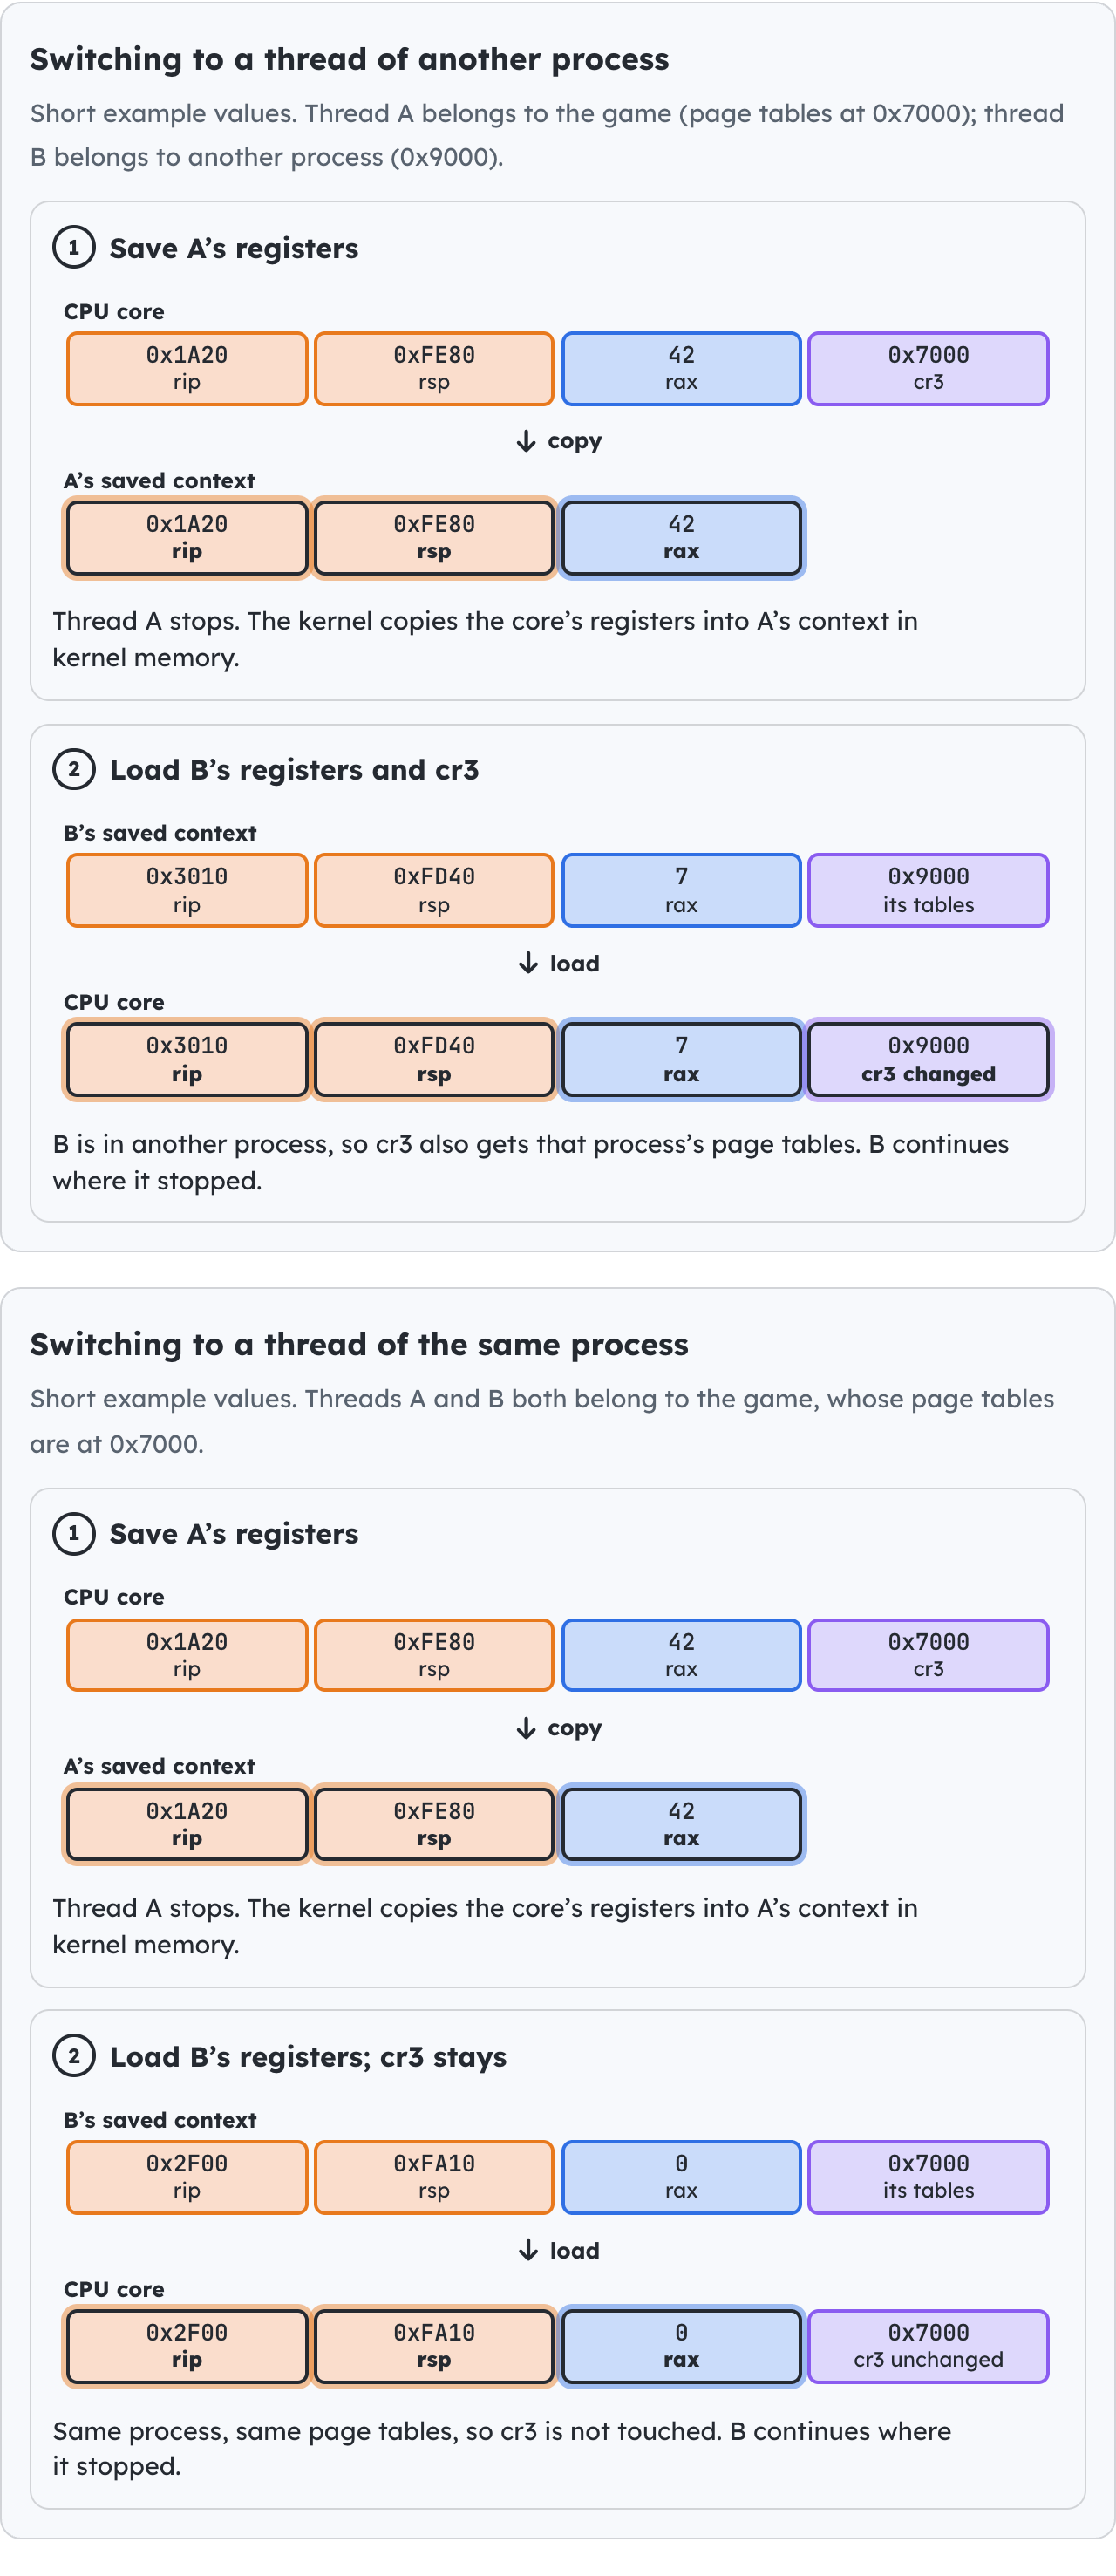 Switching to a thread of another process
Short example values. Thread A belongs to the game (page tables at 0x7000); thread
B belongs to another process (0x9000).
1 Save A’s registers
CPU core
0x1A20 0xFE80 42 0x7000
rip rsp rax cr3
↓ copy
A’s saved context
0x1A20 0xFE80 42
rip rsp rax
Thread A stops. The kernel copies the core’s registers into A’s context in
kernel memory.
2 Load B’s registers and cr3
B’s saved context
0x3010 0xFD40 7 0x9000
rip rsp rax its tables
↓ load
CPU core
0x3010 0xFD40 7 0x9000
rip rsp rax cr3 changed
B is in another process, so cr3 also gets that process’s page tables. B continues
where it stopped.
Switching to a thread of the same process
Short example values. Threads A and B both belong to the game, whose page tables
are at 0x7000.
1 Save A’s registers
CPU core
0x1A20 0xFE80 42 0x7000
rip rsp rax cr3
↓ copy
A’s saved context
0x1A20 0xFE80 42
rip rsp rax
Thread A stops. The kernel copies the core’s registers into A’s context in
kernel memory.
2 Load B’s registers; cr3 stays
B’s saved context
0x2F00 0xFA10 0 0x7000
rip rsp rax its tables
↓ load
CPU core
0x2F00 0xFA10 0 0x7000
rip rsp rax cr3 unchanged
Same process, same page tables, so cr3 is not touched. B continues where
it stopped.